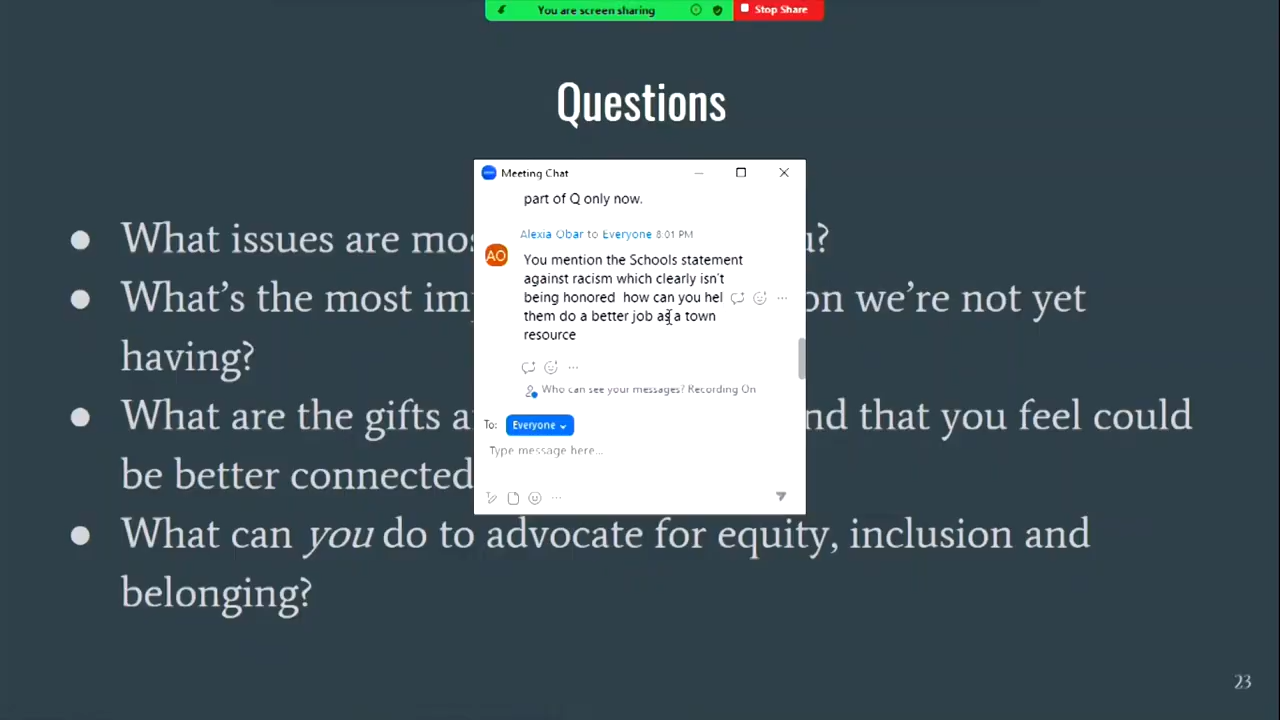 You are screen sharing
Stop Share
Questions
Meeting Chat
part of Q only now.
Alexia Obar to Everyone 8:01 PM
AO
You mention the Schools statement
against racism which clearly isn't
being honored how can you hel
them do a better job as a town
resource
Who can see your messages? Recording On
To: Everyone
Type message here...
What issues are mos u?
What's the most im on we're not yet
having?
What are the gifts a nd that you feel could
be better connected
What can you do to advocate for equity, inclusion and
belonging?
23